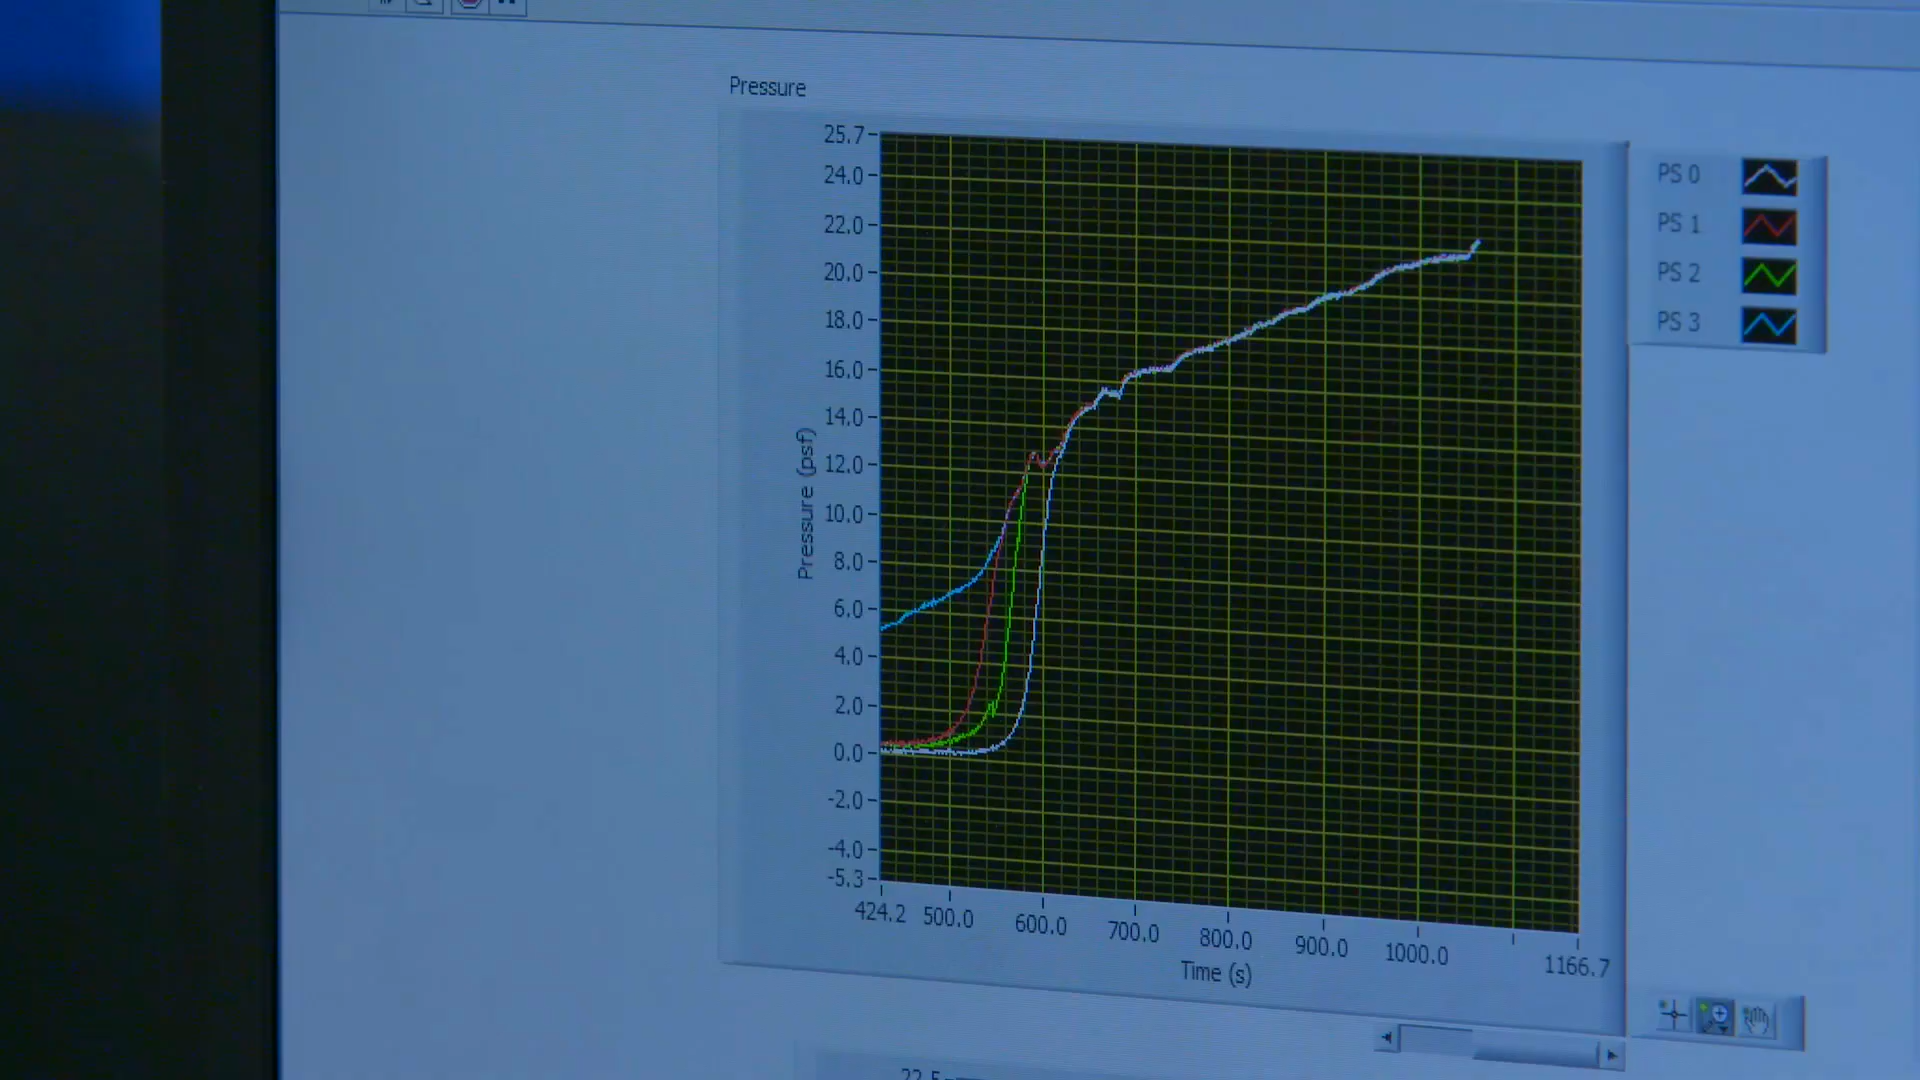 Pressure
25.7
24.0
22.0
20.0
18.0
16.0
14.0
12.0
10.0
8.0
6.0
4.0
2.0
0.0
-2.0
-4.0
-5.3
Pressure (psf)
424.2 500.0 600.0 700.0 800.0 900.0 1000.0 1166.7
Time (s)
PS 0
PS 1
PS 2
PS 3